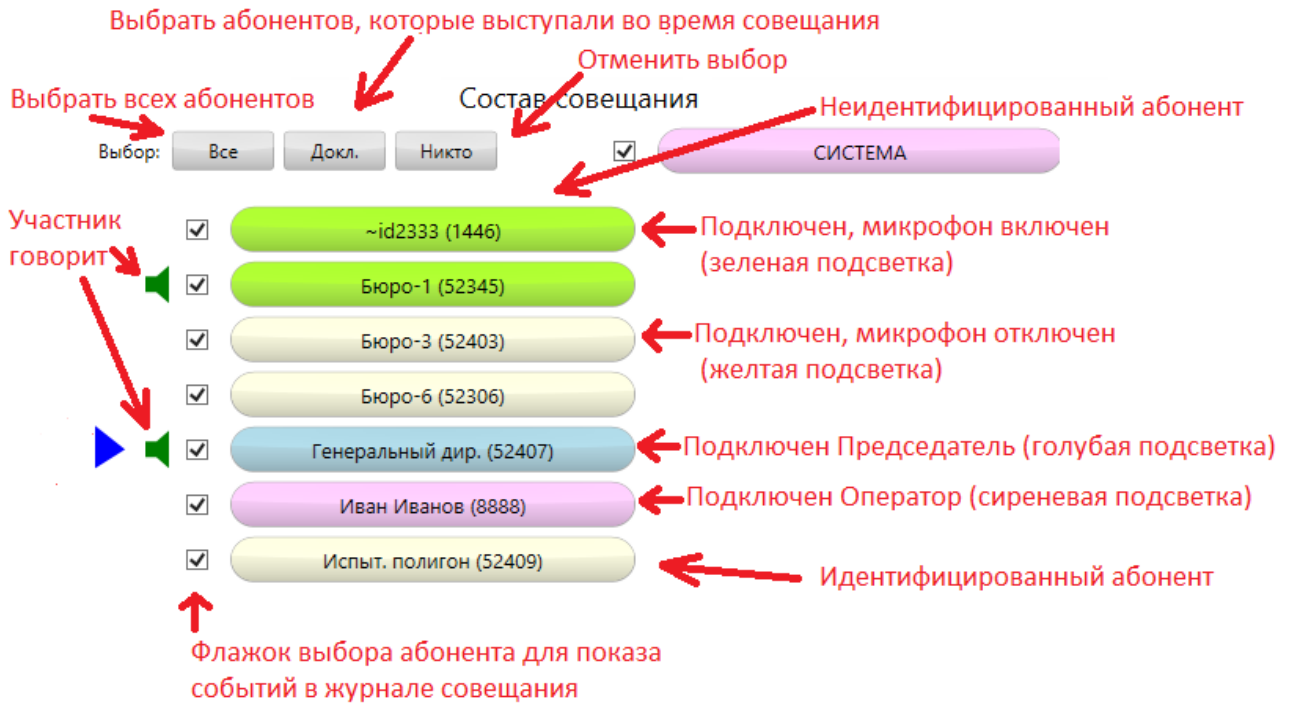 Выбрать абонентов, которые выступали во время совещания
Отменить выбор
Выбрать всех абонентов
Состав совещания
Неидентифицированный абонент
Выбор:
Все
Докл.
Никто
СИСТЕМА
Участник
говорит
~id2333 (1446)
Подключен, микрофон включен
(зеленая подсветка)
Бюро-1 (52345)
Бюро-3 (52403)
Подключен, микрофон отключен
(желтая подсветка)
Бюро-6 (52306)
Генеральный дир. (52407)
Подключен Председатель (голубая подсветка)
Иван Иванов (8888)
Подключен Оператор (сиреневая подсветка)
Испыт. полигон (52409)
Идентифицированный абонент
Флажок выбора абонента для показа
событий в журнале совещания